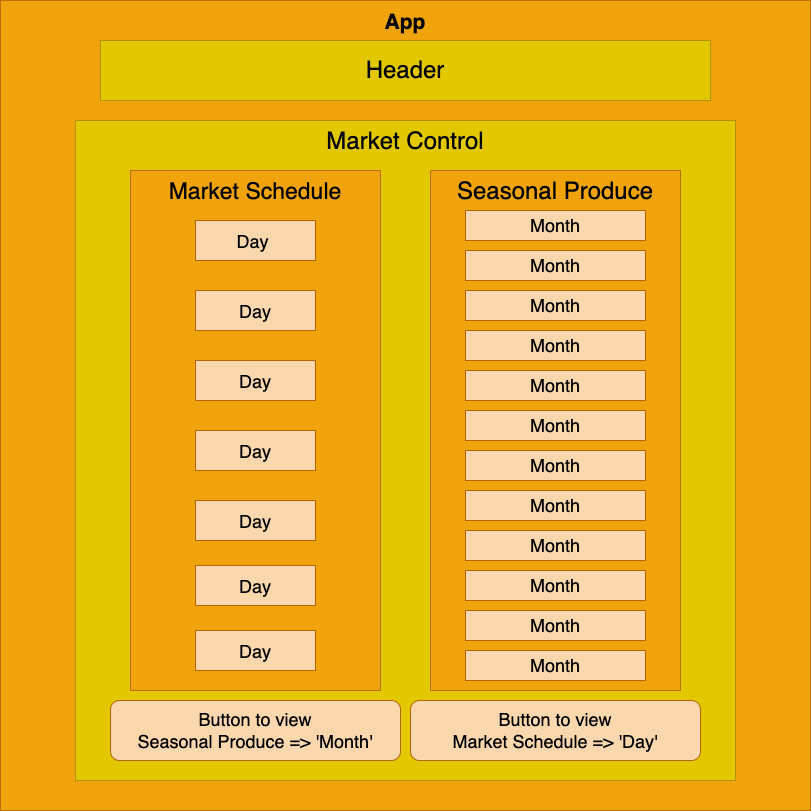 App
Header
Market Control
Market Schedule
Day
Day
Day
Day
Day
Day
Day
Seasonal Produce
Month
Month
Month
Month
Month
Month
Month
Month
Month
Month
Month
Month
Button to view
Seasonal Produce => 'Month'
Button to view
Market Schedule => 'Day'